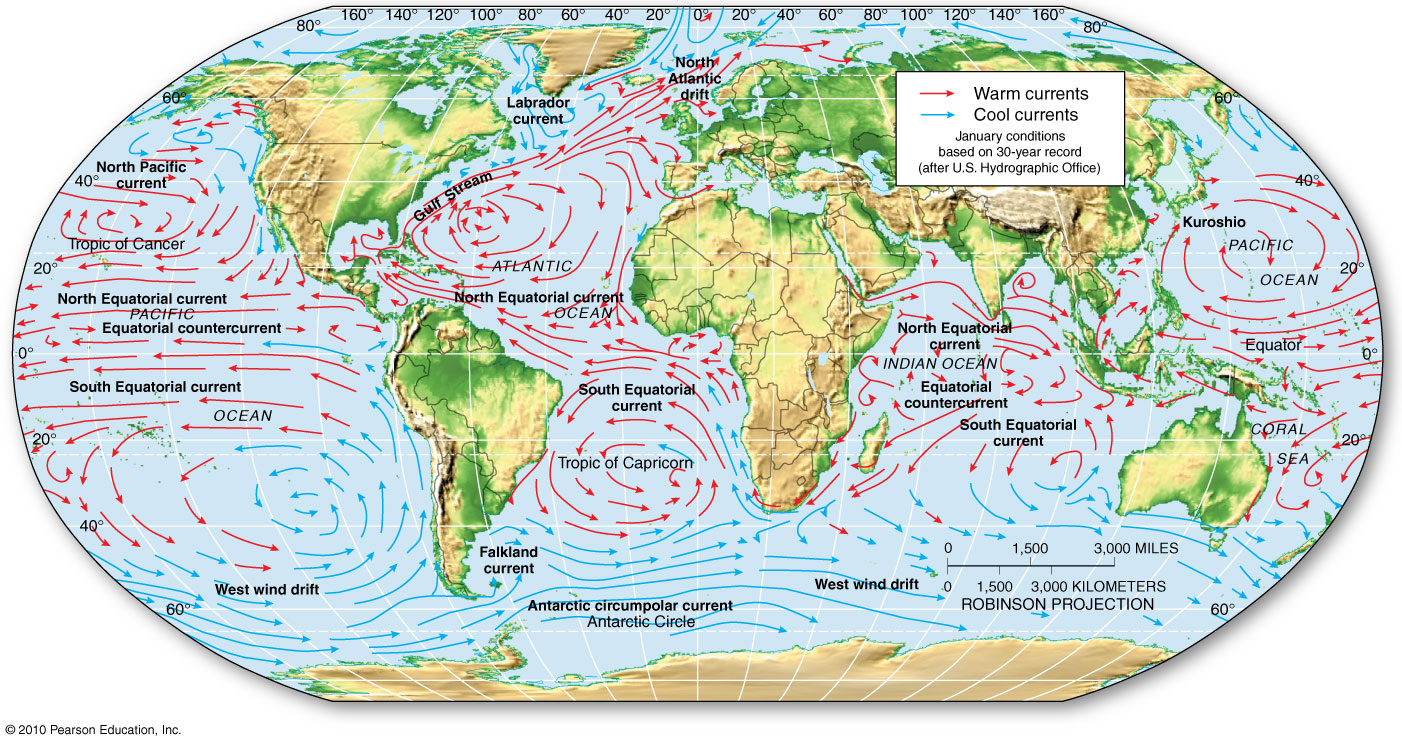 160° 140° 120° 100° 80° 60° 40° 20° 0° 20° 40° 60° 80° 100° 120° 140° 160°
80°
80°
North
Atlantic
drift
Warm currents
Cool currents
January conditions
based on 30-year record
(after U.S. Hydrographic Office)
60°
60°
Labrador
current
North Pacific
current
40°
40°
Gulf Stream
Kuroshio
Tropic of Cancer
PACIFIC
OCEAN
ATLANTIC
OCEAN
20°
20°
North Equatorial current
PACIFIC
Equatorial countercurrent
North Equatorial current
North Equatorial
current
INDIAN OCEAN
Equator
0°
0°
South Equatorial current
OCEAN
South Equatorial
current
Equatorial
countercurrent
South Equatorial
current
CORAL
SEA
20°
20°
Tropic of Capricorn
40°
Falkland
current
West wind drift
West wind drift
0 1,500 3,000 MILES
0 1,500 3,000 KILOMETERS
ROBINSON PROJECTION
60°
60°
Antarctic circumpolar current
Antarctic Circle
© 2010 Pearson Education, Inc.